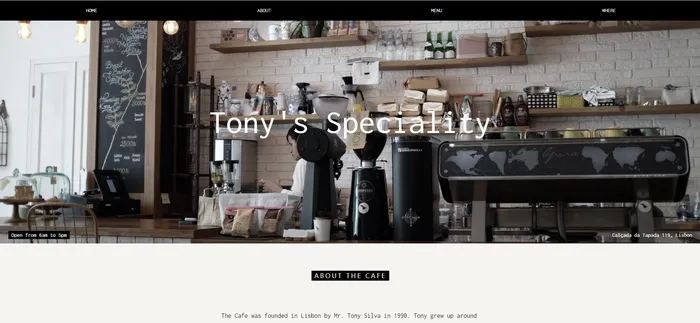 HOME
ABOUT
MENU
WHERE
Tony's Speciality
Open from 6am to 5pm
Calçada da Tapada 119, Lisbon
ABOUT THE CAFE
The Cafe was founded in Lisbon by Mr. Tony Silva in 1990. Tony grew up around